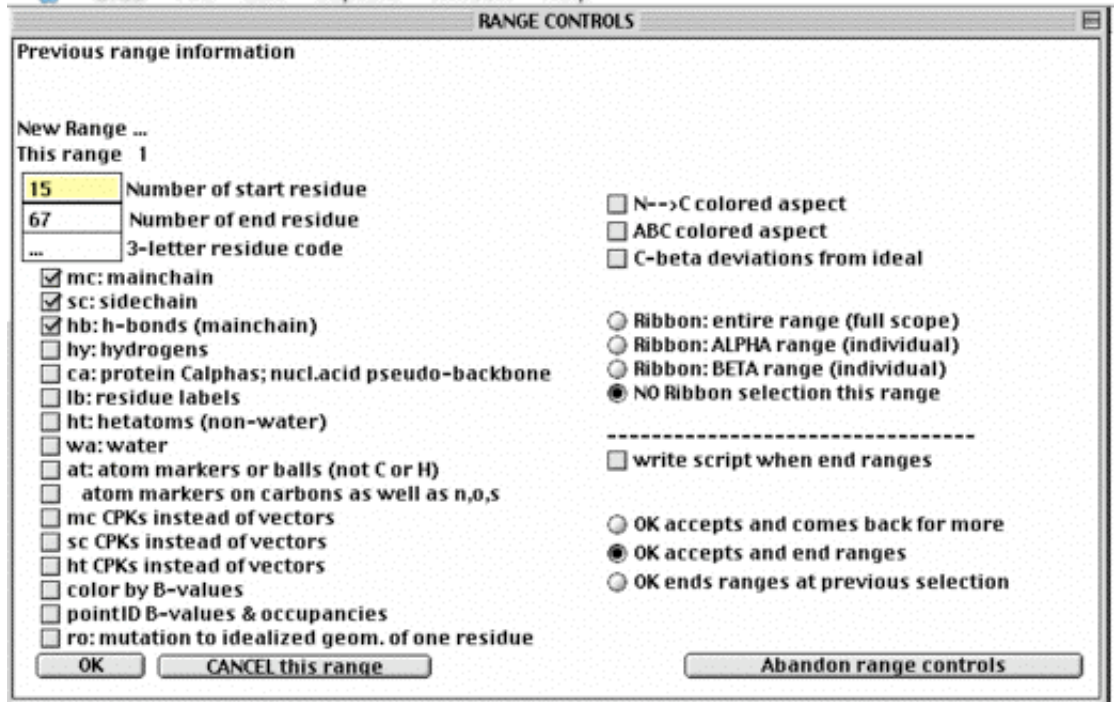 RANGE CONTROLS
Previous range information
New Range ...
This range 1
15 Number of start residue
67 Number of end residue
... 3-letter residue code
mc: mainchain
sc: sidechain
hb: h-bonds (mainchain)
hy: hydrogens
ca: protein Calphas; nucl.acid pseudo-backbone
lb: residue labels
ht: hetatoms (non-water)
wa: water
at: atom markers or balls (not C or H)
atom markers on carbons as well as n,o,s
mc CPKs instead of vectors
sc CPKs instead of vectors
ht CPKs instead of vectors
color by B-values
pointID B-values & occupancies
ro: mutation to idealized geom. of one residue
OK
CANCEL this range
N-->C colored aspect
ABC colored aspect
C-beta deviations from ideal
Ribbon: entire range (full scope)
Ribbon: ALPHA range (individual)
Ribbon: BETA range (individual)
NO Ribbon selection this range
----------------------------------
write script when end ranges
OK accepts and comes back for more
OK accepts and end ranges
OK ends ranges at previous selection
Abandon range controls